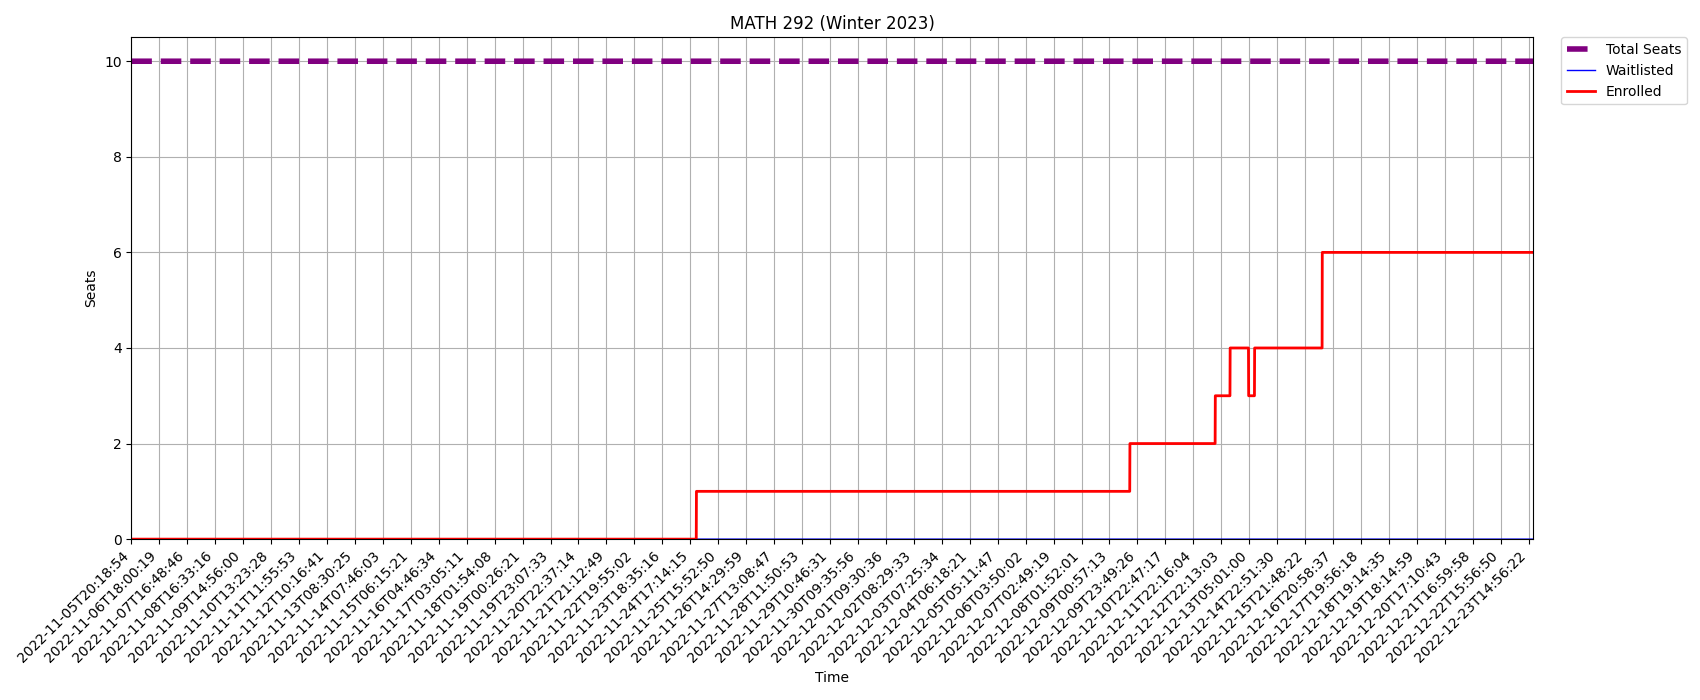 MATH 292 (Winter 2023)
Total Seats
Waitlisted
Enrolled
Seats
10
8
6
4
2
0
2022-11-05T20:18:54
2022-11-06T18:00:19
2022-11-07T16:48:46
2022-11-08T16:33:16
2022-11-09T14:56:00
2022-11-10T13:23:28
2022-11-11T11:55:53
2022-11-12T10:16:41
2022-11-13T08:30:25
2022-11-14T07:46:03
2022-11-15T06:15:21
2022-11-16T04:46:34
2022-11-17T03:05:11
2022-11-18T01:54:08
2022-11-19T00:26:21
2022-11-19T23:07:33
2022-11-20T22:37:14
2022-11-21T21:12:49
2022-11-22T19:55:02
2022-11-23T18:35:16
2022-11-24T17:14:15
2022-11-25T15:52:50
2022-11-26T14:29:59
2022-11-27T13:08:47
2022-11-28T11:50:53
2022-11-29T10:46:31
2022-11-30T09:35:56
2022-12-01T09:30:36
2022-12-02T08:29:33
2022-12-03T07:25:34
2022-12-04T06:18:21
2022-12-05T05:11:47
2022-12-06T03:50:02
2022-12-07T02:49:19
2022-12-08T01:52:01
2022-12-09T00:57:13
2022-12-09T23:49:26
2022-12-10T22:47:17
2022-12-11T22:16:04
2022-12-12T22:13:03
2022-12-13T05:01:00
2022-12-14T22:51:30
2022-12-15T21:48:22
2022-12-16T20:58:37
2022-12-17T19:56:18
2022-12-18T19:14:35
2022-12-19T18:14:59
2022-12-20T17:10:43
2022-12-21T16:59:58
2022-12-22T15:56:50
2022-12-23T14:56:22
Time